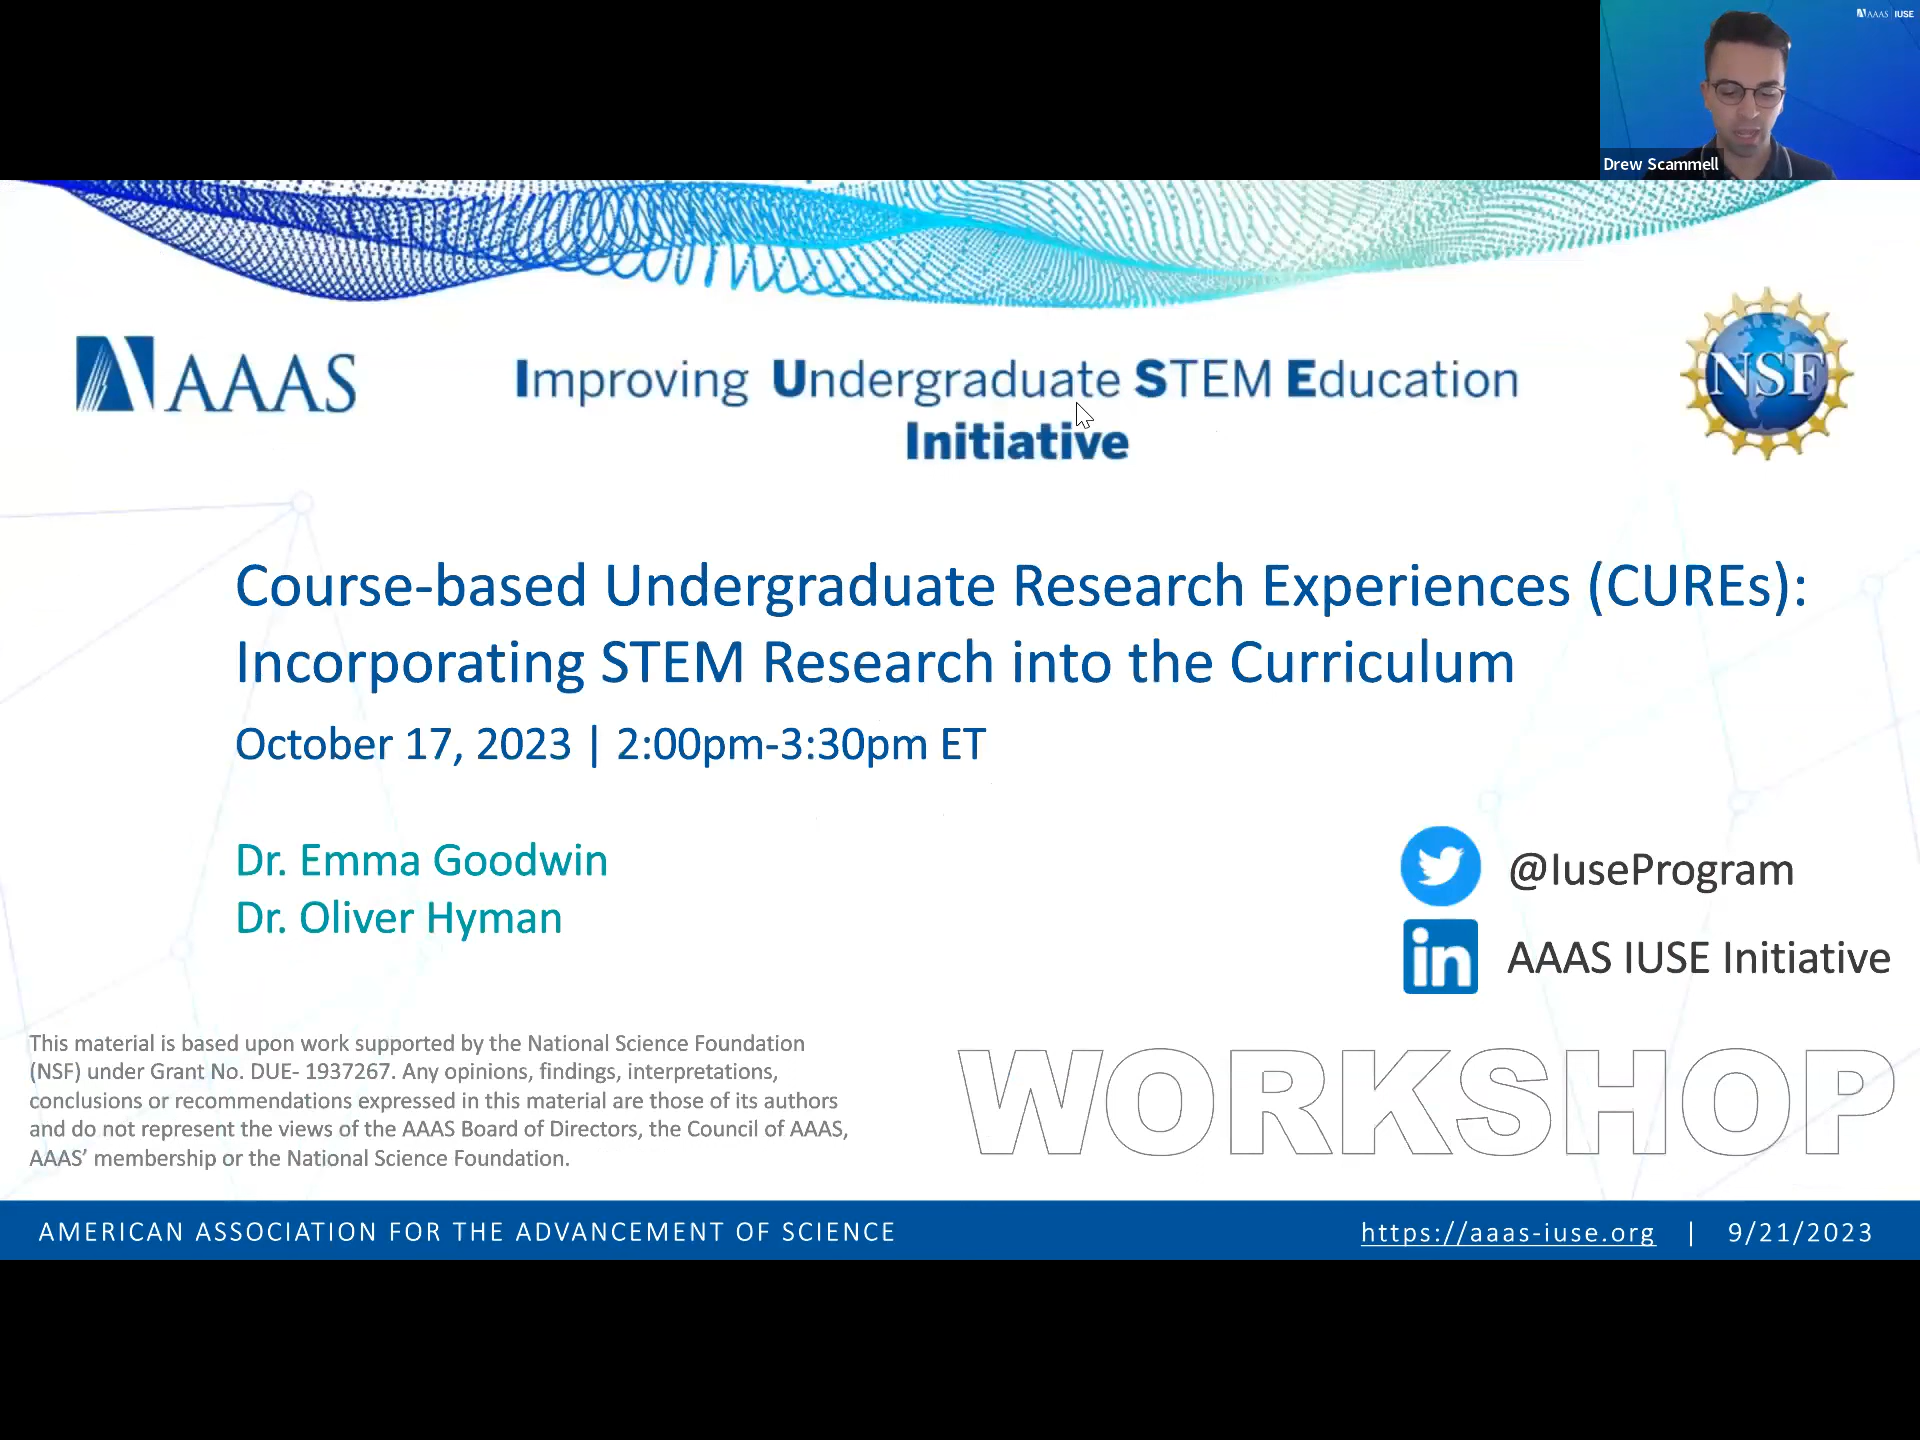 AAAS IUSE
Drew Scammell
AAAS
Improving Undergraduate STEM Education
Initiative
NSF
Course-based Undergraduate Research Experiences (CUREs):
Incorporating STEM Research into the Curriculum
October 17, 2023 | 2:00pm-3:30pm ET
Dr. Emma Goodwin
Dr. Oliver Hyman
@IuseProgram
in
AAAS IUSE Initiative
This material is based upon work supported by the National Science Foundation
(NSF) under Grant No. DUE- 1937267. Any opinions, findings, interpretations,
conclusions or recommendations expressed in this material are those of its authors
and do not represent the views of the AAAS Board of Directors, the Council of AAAS,
AAAS’ membership or the National Science Foundation.
WORKSHOP
AMERICAN ASSOCIATION FOR THE ADVANCEMENT OF SCIENCE
https://aaas-iuse.org | 9/21/2023